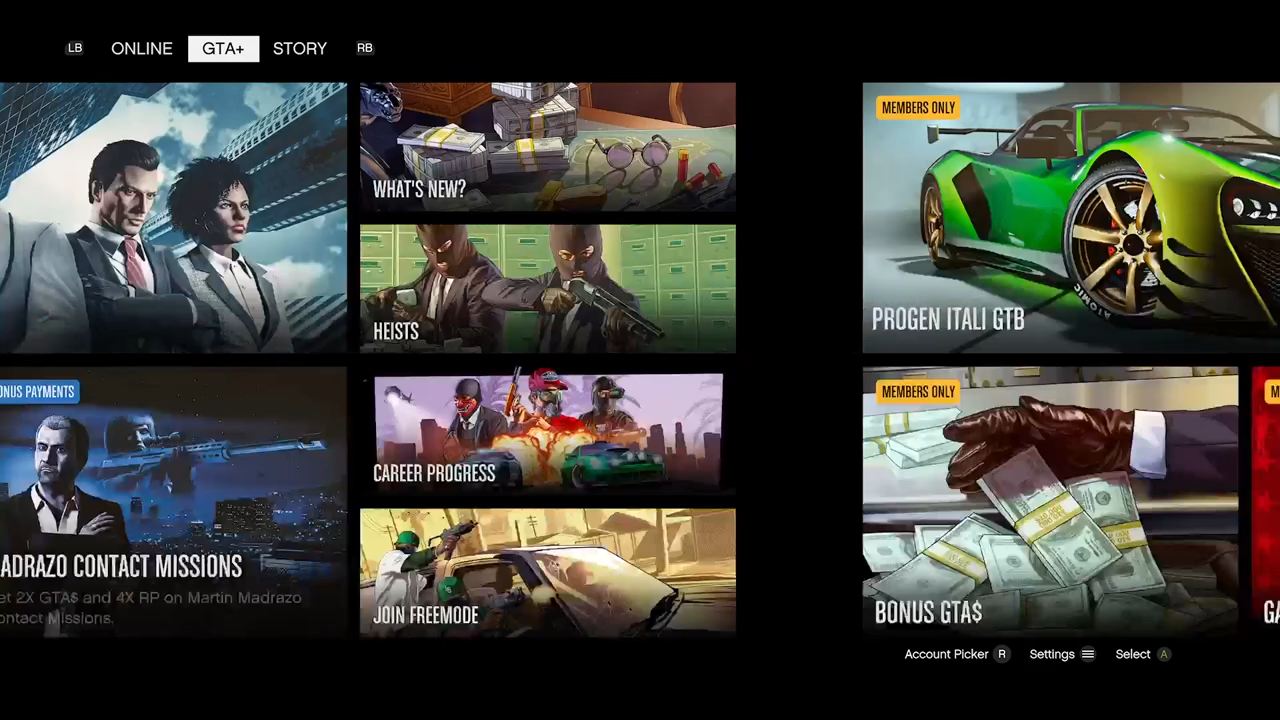 LB
ONLINE
GTA+
STORY
RB
WHAT'S NEW?
HEISTS
CAREER PROGRESS
JOIN FREEMODE
ONUS PAYMENTS
ADRAZO CONTACT MISSIONS
et 2X GTA$ and 4X RP on Martin Madrazo
ontact Missions.
MEMBERS ONLY
PROGEN ITALI GTB
ATOMIC
MEMBERS ONLY
BONUS GTA$
M
GA
Account Picker R
Settings
Select A